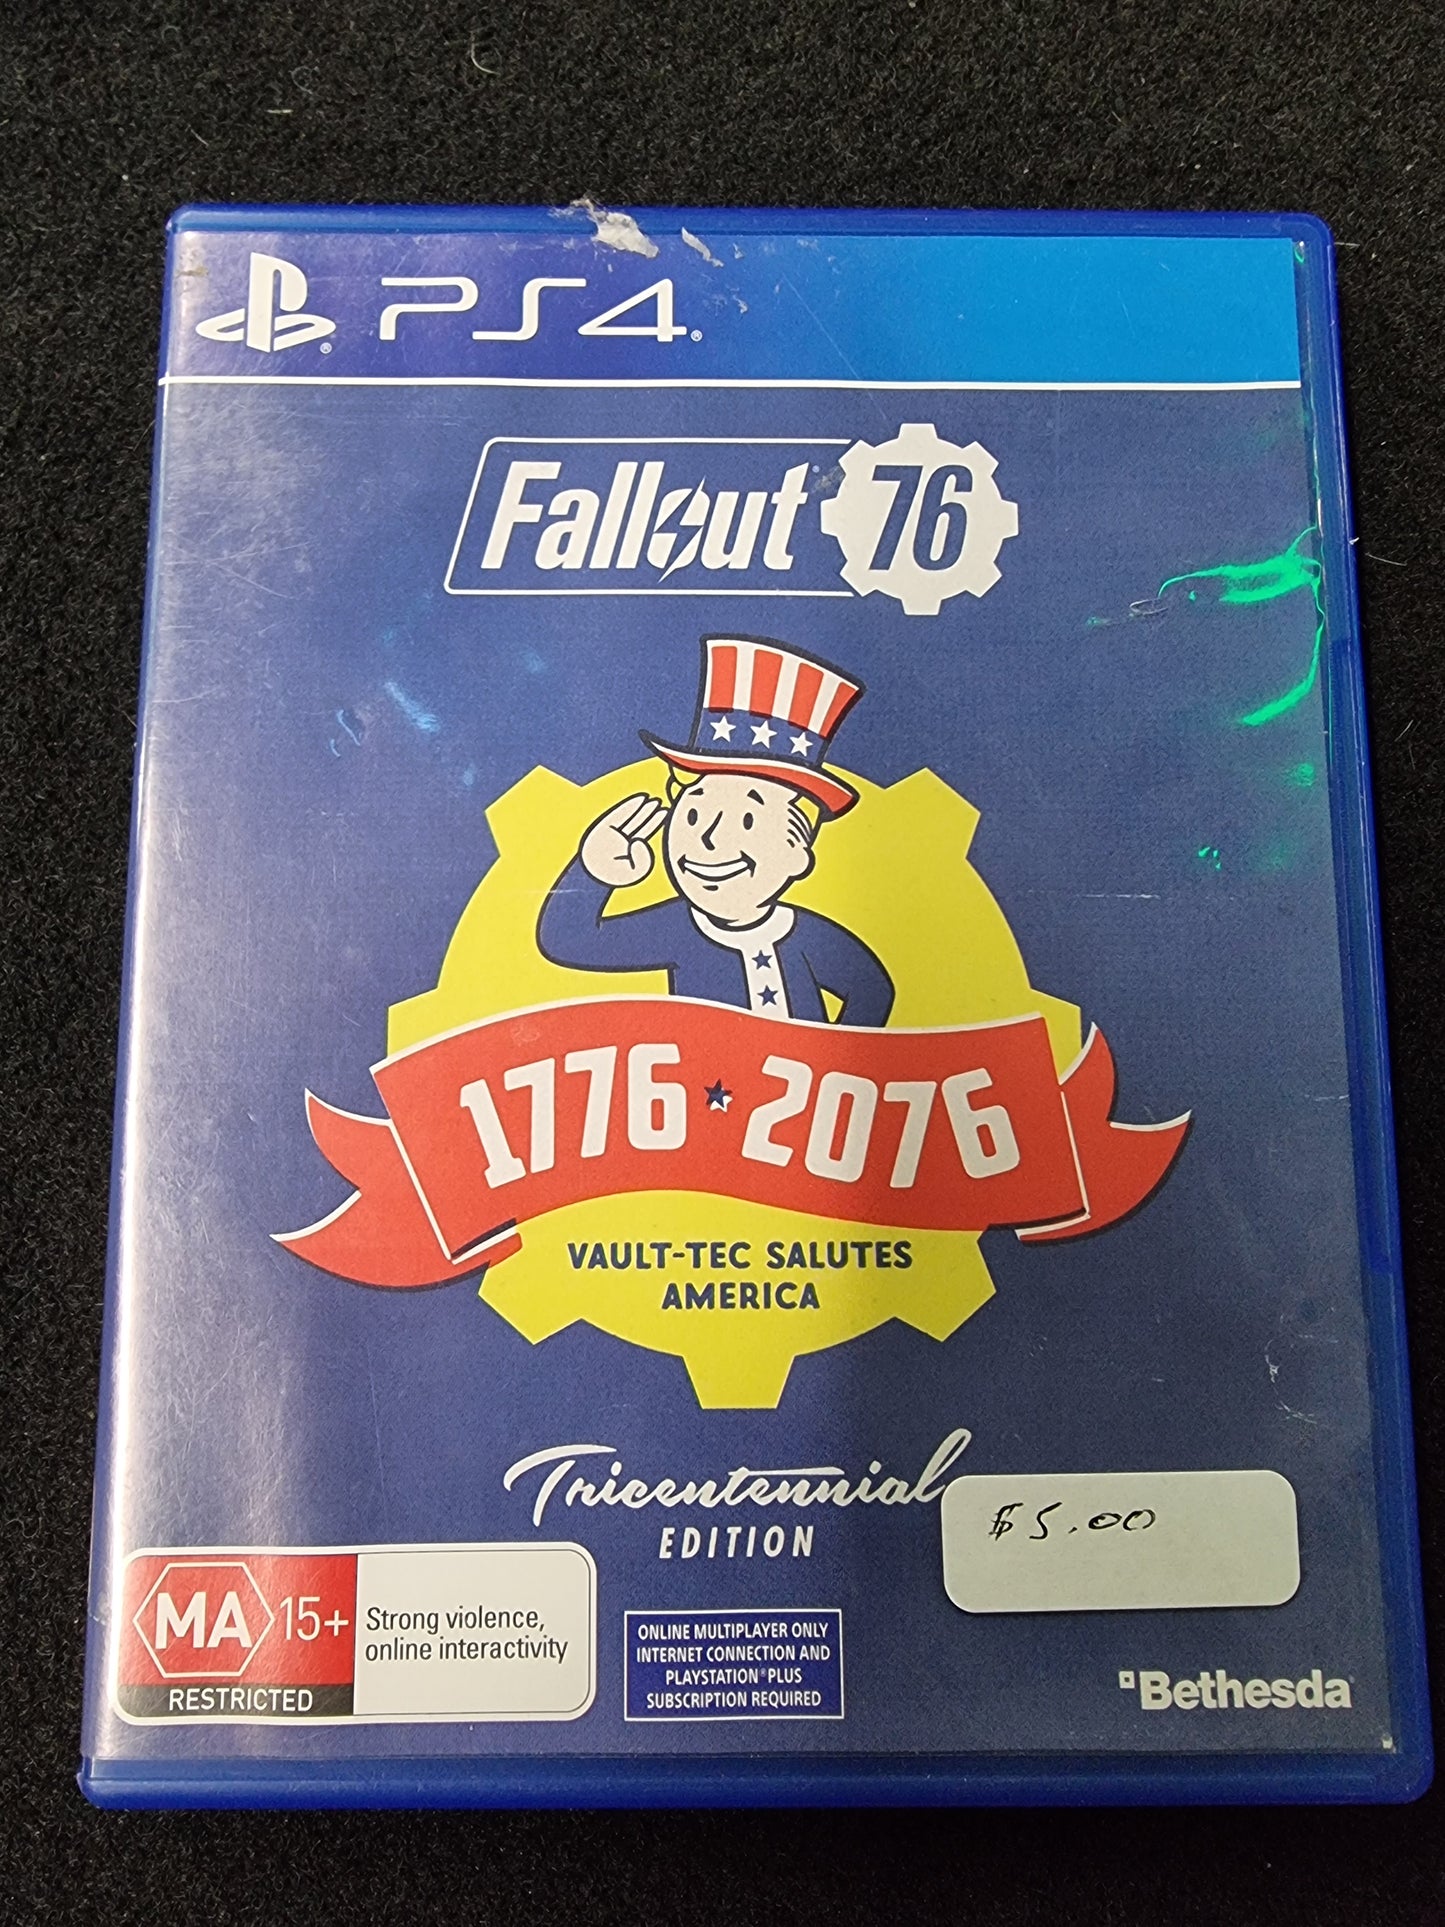 PS4
Fallout 76
1776 ★ 2076
VAULT-TEC SALUTES
AMERICA
Tricentennial
EDITION
$5.00
MA 15+
RESTRICTED
Strong violence,
online interactivity
ONLINE MULTIPLAYER ONLY
INTERNET CONNECTION AND
PLAYSTATION®PLUS
SUBSCRIPTION REQUIRED
Bethesda